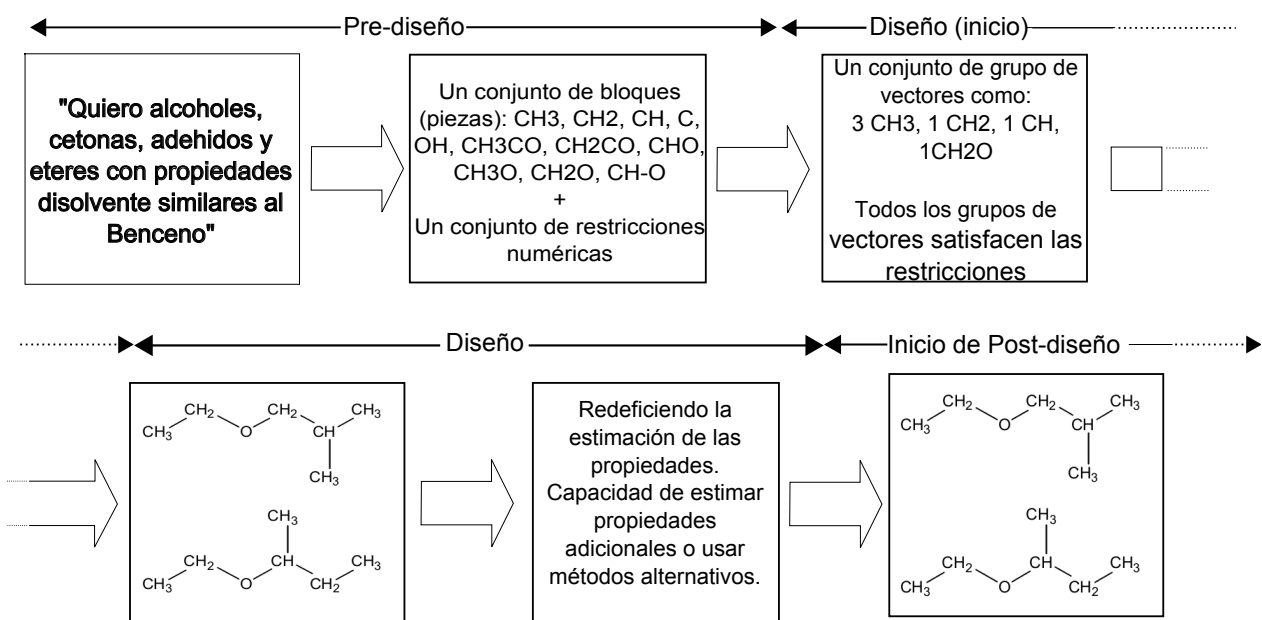 Pre-diseño
Diseño (inicio)
"Quiero alcoholes,
cetonas, adehidos y
eteres con propiedades
disolvente similares al
Benceno"
Un conjunto de bloques
(piezas): CH3, CH2, CH, C,
OH, CH3CO, CH2CO, CHO,
CH3O, CH2O, CH-O
+
Un conjunto de restricciones
numéricas
Un conjunto de grupo de
vectores como:
3 CH3, 1 CH2, 1 CH,
1CH2O
Todos los grupos de
vectores satisfacen las
restricciones
Diseño
Inicio de Post-diseño
CH₂ CH₂ CH₃
CH₃ O CH
CH₃
CH₃
CH₂ CH CH₃
CH₃ O CH₂
Redeficiendo la
estimación de las
propiedades.
Capacidad de estimar
propiedades
adicionales o usar
métodos alternativos.
CH₂ CH₂ CH₃
CH₃ O CH
CH₃
CH₃
CH₂ CH CH₃
CH₃ O CH₂